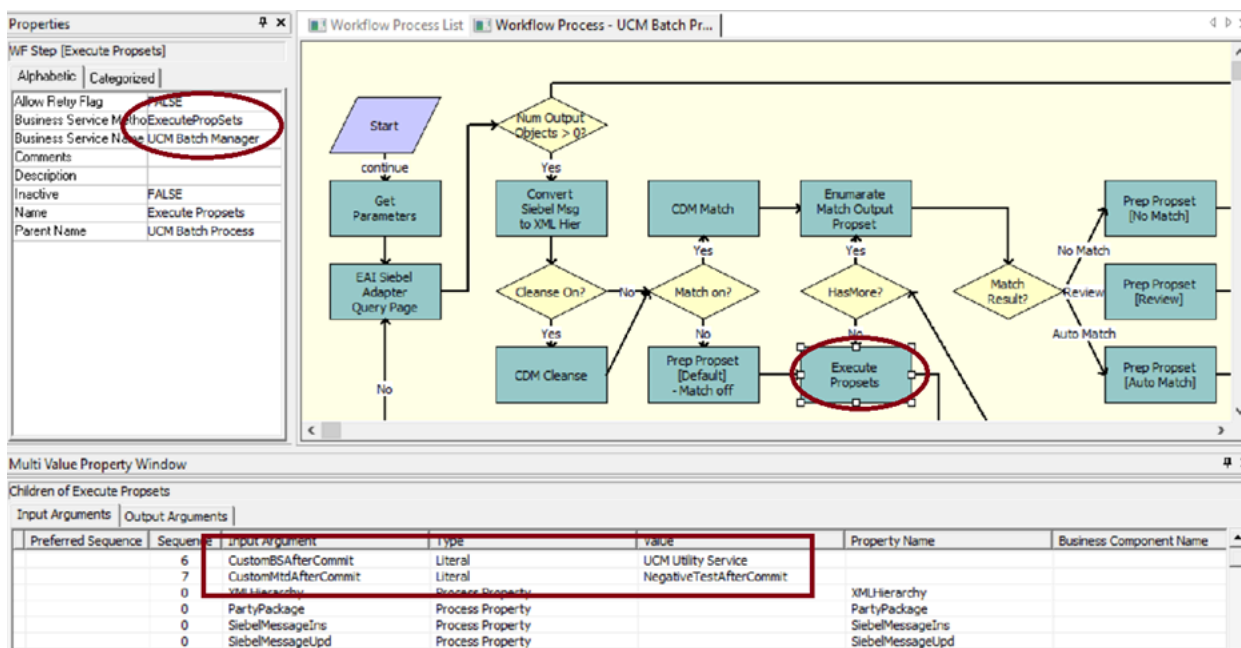 Properties
Workflow Process List
Workflow Process - UCM Batch Pr...
WF Step [Execute Propsets]
Alphabetic
Categorized
Allow Retry Flag FALSE
Business Service Metho ExecutePropSets
Business Service Name UCM Batch Manager
Comments
Description
Inactive FALSE
Name Execute Propsets
Parent Name UCM Batch Process
Start
continue
Get
Parameters
EAI Siebel
Adapter
Query Page
No
Num Output
Objects > 0?
Yes
Convert
Siebel Msg
to XML Hier
Cleanse On?
No
Yes
CDM Cleanse
CDM Match
Yes
Match on?
No
Prep Propset
[Default]
- Match off
Enumarate
Match Output
Propset
Yes
HasMore?
No
Execute
Propsets
Match
Result?
No Match
Review
Auto Match
Prep Propset
[No Match]
Prep Propset
[Review]
Prep Propset
[Auto Match]
Multi Value Property Window
Children of Execute Propsets
Input Arguments
Output Arguments
Preferred Sequence Sequence Input Argument Type Value Property Name Business Component Name
6 CustomBSAfterCommit Literal UCM Utility Service
7 CustomMtdAfterCommit Literal NegativeTestAfterCommit
0 XMLHierarchy Process Property XMLHierarchy
0 PartyPackage Process Property PartyPackage
0 SiebelMessageIns Process Property SiebelMessageIns
0 SiebelMessageUpd Process Property SiebelMessageUpd